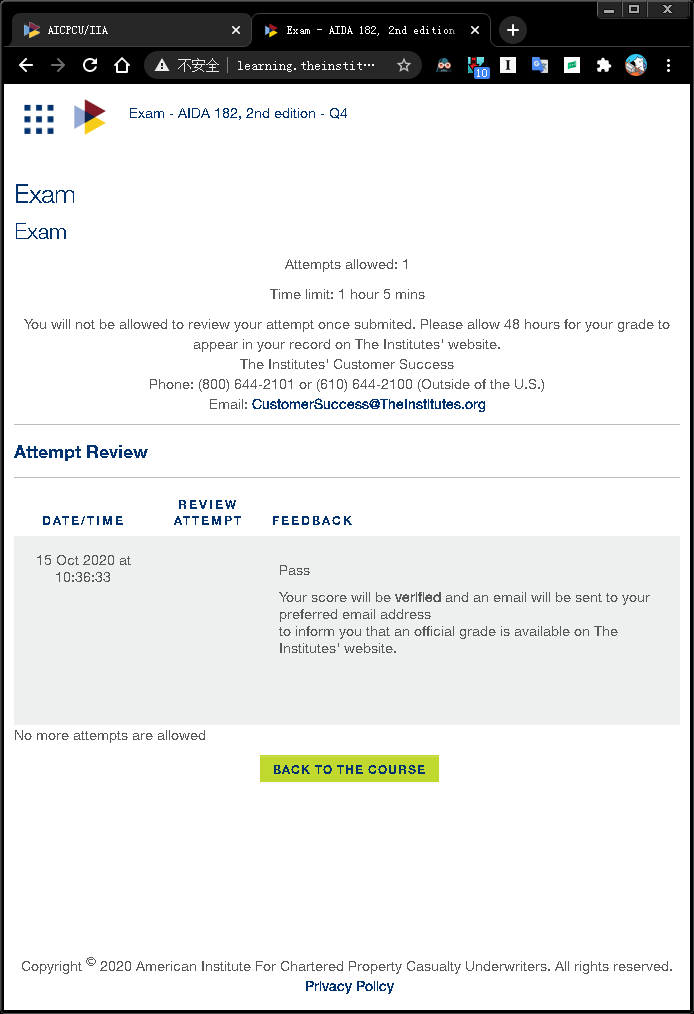 AICPCU/IIA
Exam - AIDA 182, 2nd edition
不安全
learning.theinstit···
10
Exam - AIDA 182, 2nd edition - Q4
Exam
Exam
Attempts allowed: 1
Time limit: 1 hour 5 mins
You will not be allowed to review your attempt once submited. Please allow 48 hours for your grade to
appear in your record on The Institutes' website.
The Institutes' Customer Success
Phone: (800) 644-2101 or (610) 644-2100 (Outside of the U.S.)
Email: CustomerSuccess@TheInstitutes.org
Attempt Review
DATE/TIME
REVIEW
ATTEMPT
FEEDBACK
15 Oct 2020 at
10:36:33
Pass
Your score will be verified and an email will be sent to your
preferred email address
to inform you that an official grade is available on The
Institutes' website.
No more attempts are allowed
BACK TO THE COURSE
Copyright © 2020 American Institute For Chartered Property Casualty Underwriters. All rights reserved.
Privacy Policy